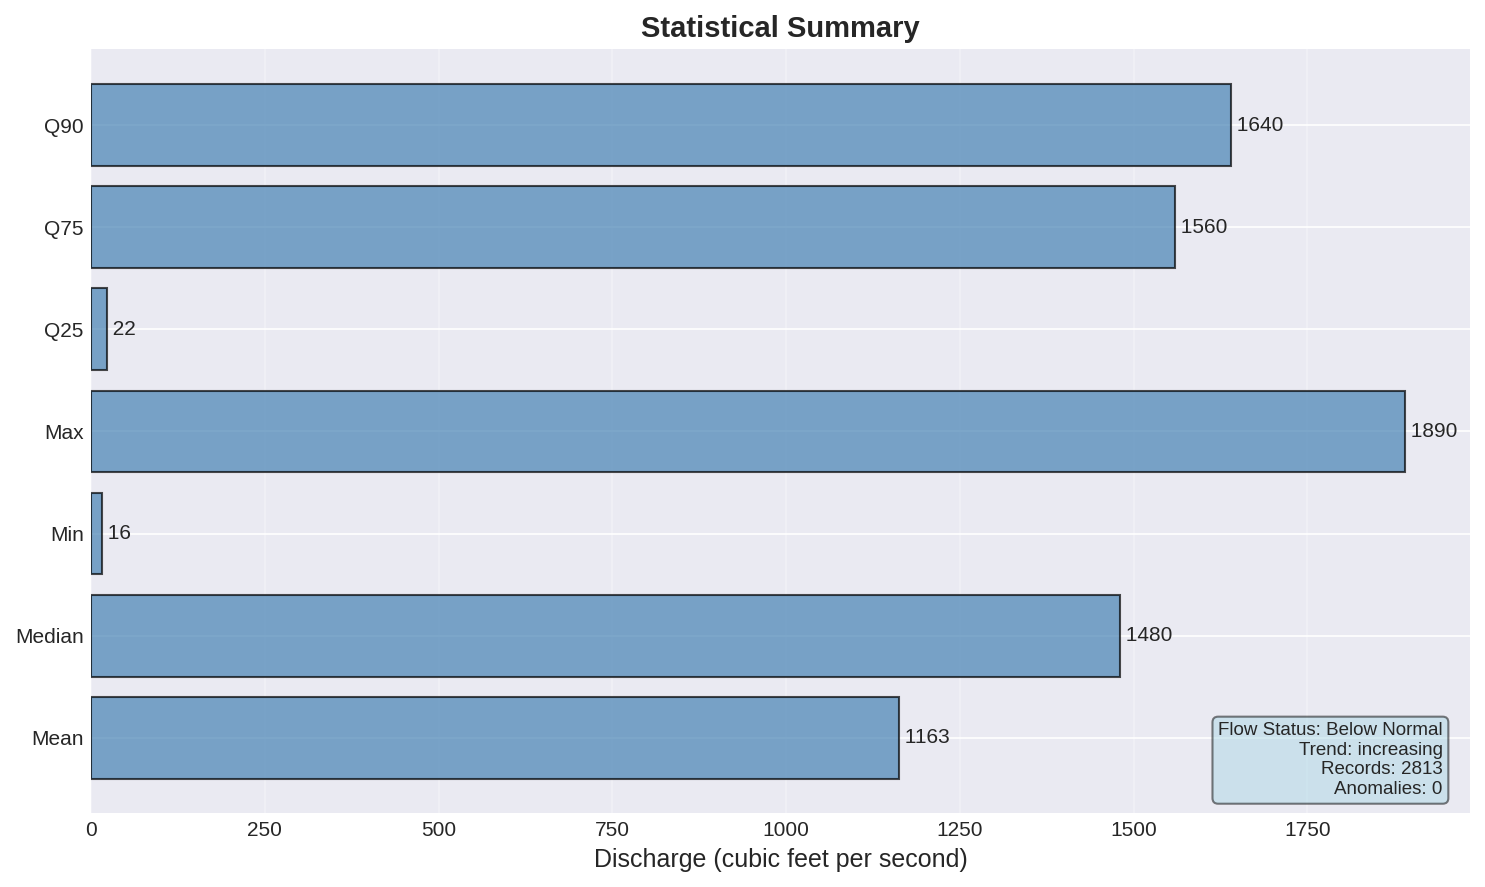 Statistical Summary
Q90
1640
Q75
1560
Q25
22
Max
1890
Min
16
Median
1480
Mean
1163
Flow Status: Below Normal
Trend: increasing
Records: 2813
Anomalies: 0
0 250 500 750 1000 1250 1500 1750
Discharge (cubic feet per second)